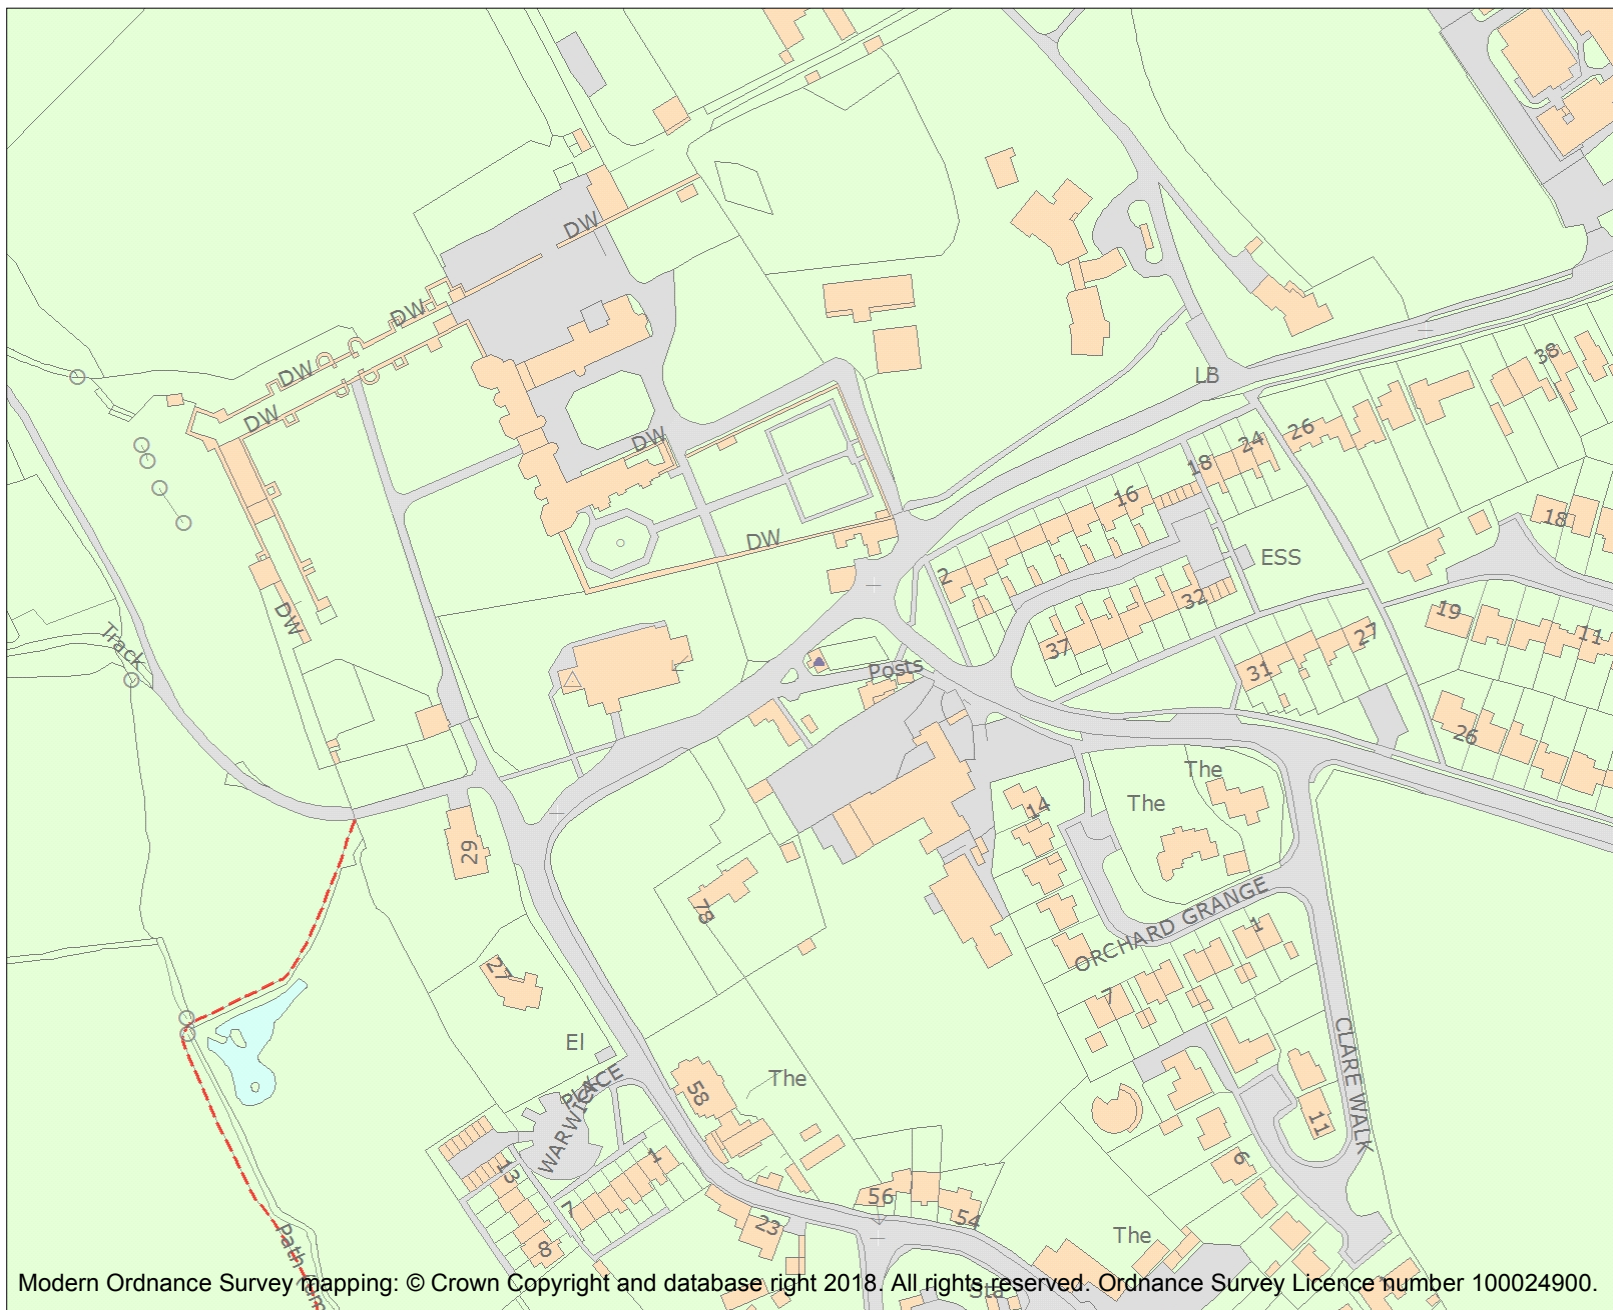 DW
DW
DW
DW
DW
LB
38
26
24
18
16
DW
18
ESS
2
DW
32
19
11
27
37
Track
Posts
31
26
The
The
14
29
78
ORCHARD GRANGE
1
27
7
El
CLARE WALK
PLACE
WARWICK
The
58
11
1
13
6
7
56
54
23
8
The
Path
Modern Ordnance Survey mapping: © Crown Copyright and database right 2018. All rights reserved. Ordnance Survey Licence number 100024900.
Sta